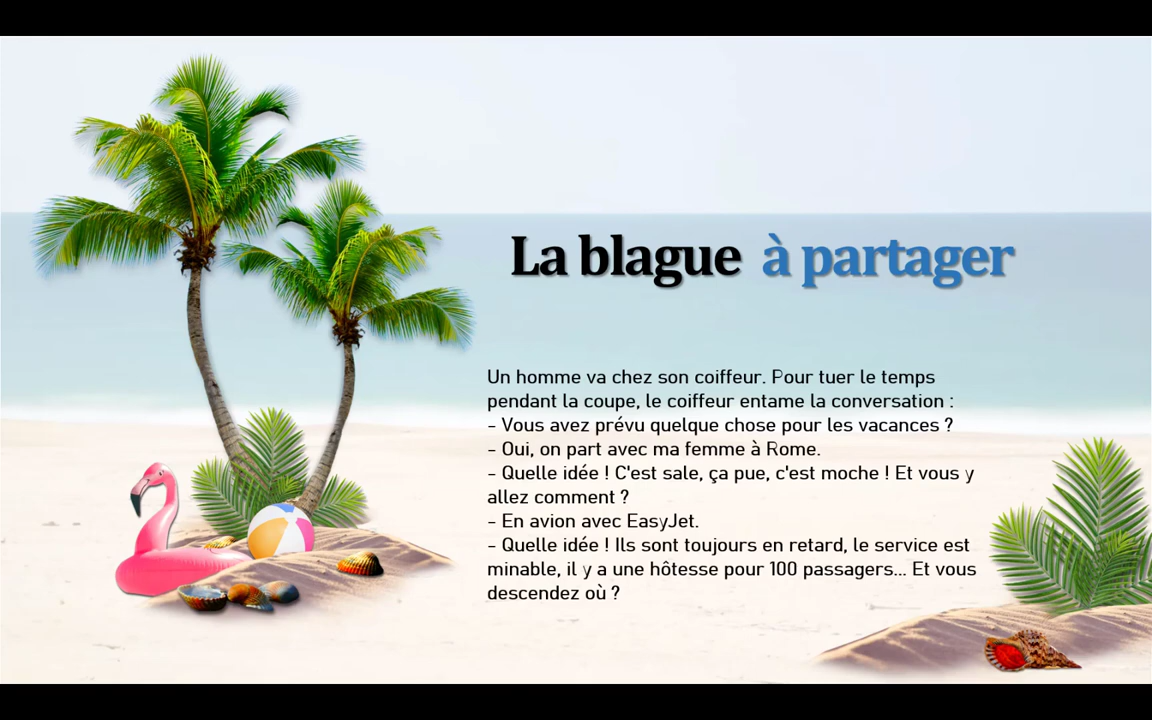 La blague à partager
Un homme va chez son coiffeur. Pour tuer le temps
pendant la coupe, le coiffeur entame la conversation :
- Vous avez prévu quelque chose pour les vacances ?
- Oui, on part avec ma femme à Rome.
- Quelle idée ! C'est sale, ça pue, c'est moche ! Et vous y
allez comment ?
- En avion avec EasyJet.
- Quelle idée ! Ils sont toujours en retard, le service est
minable, il y a une hôtesse pour 100 passagers... Et vous
descendez où ?